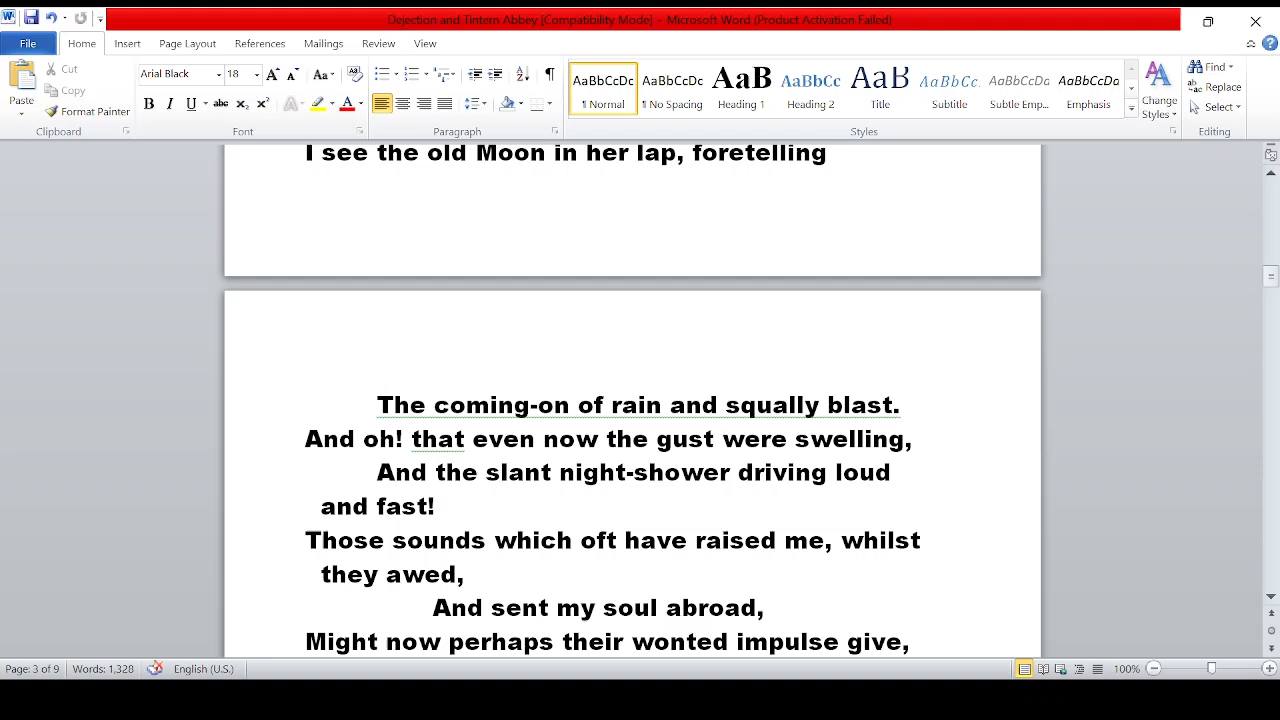 Dejection and Tintern Abbey [Compatibility Mode] - Microsoft Word (Product Activation Failed)
File Home Insert Page Layout References Mailings Review View
Paste
Cut
Copy
Format Painter
Clipboard
Arial Black 18 Aa
B I U abc x₂ x² A A
Font
Paragraph
AaBbCcDc AaBbCcDc AaB AaBbCc AaB AaBbCc. AaBbCcDc AaBbCcDc
¶ Normal ¶ No Spacing Heading 1 Heading 2 Title Subtitle Subtle Emp... Emphasis
Styles
Change Styles
Find
Replace
Select
Editing
I see the old Moon in her lap, foretelling
The coming-on of rain and squally blast.
And oh! that even now the gust were swelling,
And the slant night-shower driving loud
and fast!
Those sounds which oft have raised me, whilst
they awed,
And sent my soul abroad,
Might now perhaps their wonted impulse give,
Page: 3 of 9 Words: 1,328 English (U.S.) 100%